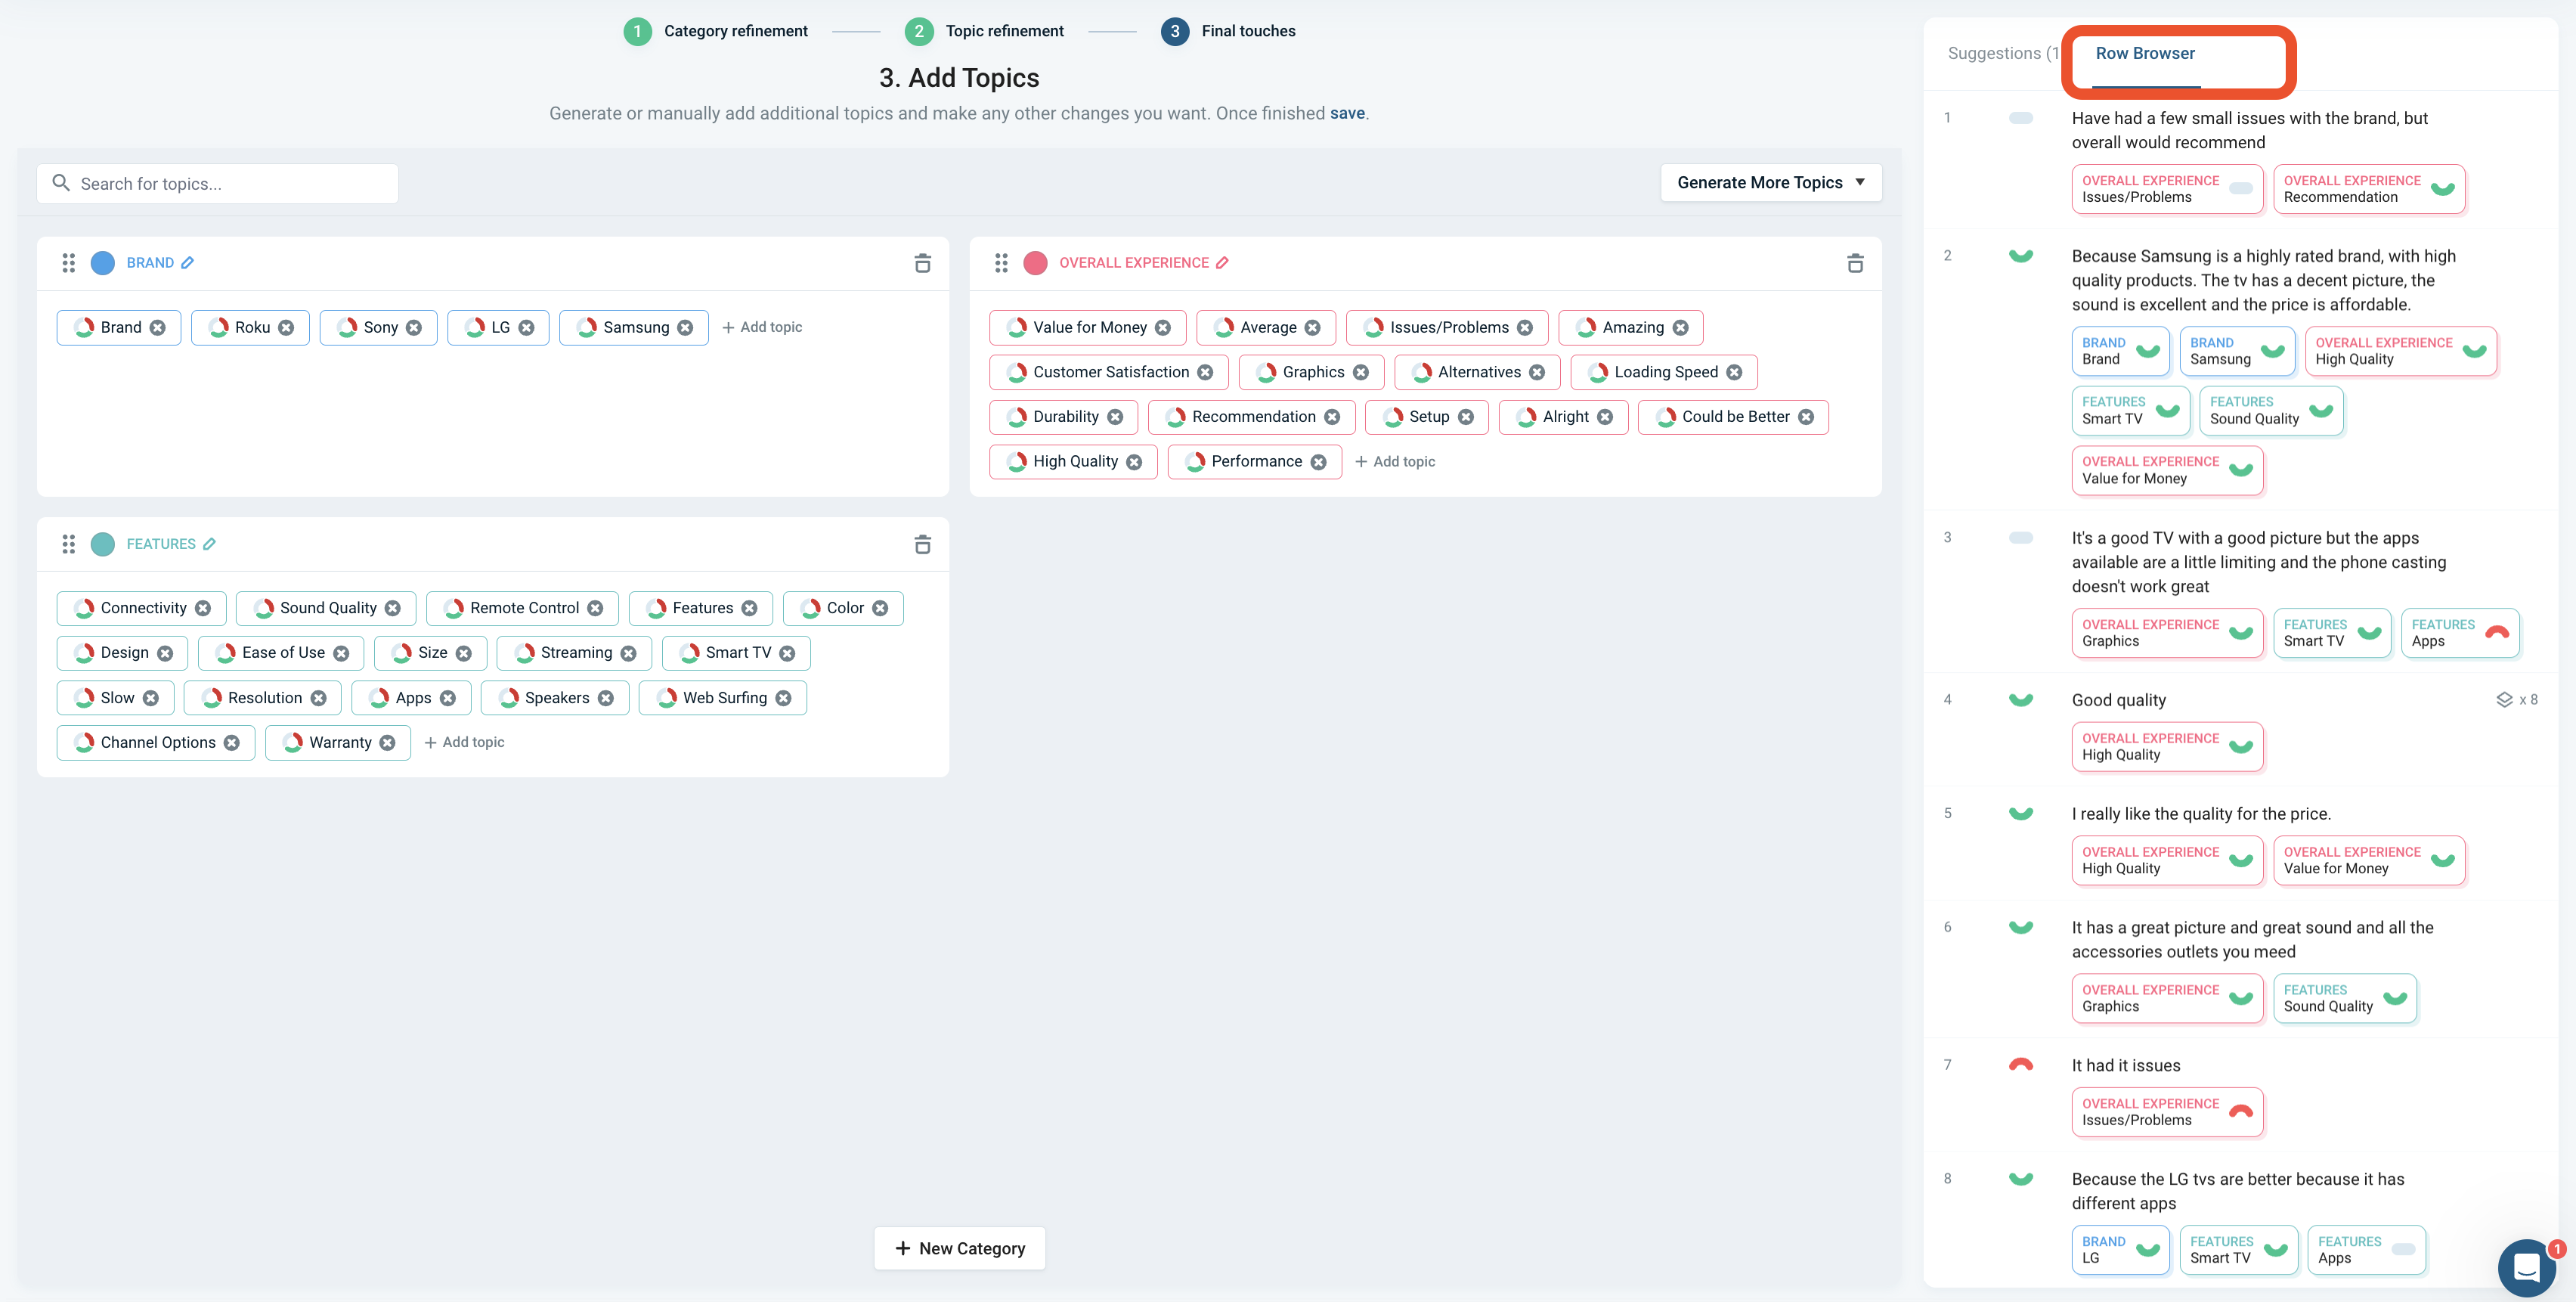 1 Category refinement 2 Topic refinement 3 Final touches
3. Add Topics
Generate or manually add additional topics and make any other changes you want. Once finished save.
Search for topics...
Generate More Topics
BRAND
Brand Roku Sony LG Samsung + Add topic
OVERALL EXPERIENCE
Value for Money Average Issues/Problems Amazing
Customer Satisfaction Graphics Alternatives Loading Speed
Durability Recommendation Setup Alright Could be Better
High Quality Performance + Add topic
FEATURES
Connectivity Sound Quality Remote Control Features Color
Design Ease of Use Size Streaming Smart TV
Slow Resolution Apps Speakers Web Surfing
Channel Options Warranty + Add topic
+ New Category
Suggestions (1 Row Browser
1 Have had a few small issues with the brand, but
overall would recommend
OVERALL EXPERIENCE OVERALL EXPERIENCE
Issues/Problems Recommendation
2 Because Samsung is a highly rated brand, with high
quality products. The tv has a decent picture, the
sound is excellent and the price is affordable.
BRAND BRAND OVERALL EXPERIENCE
Brand Samsung High Quality
FEATURES FEATURES
Smart TV Sound Quality
OVERALL EXPERIENCE
Value for Money
3 It's a good TV with a good picture but the apps
available are a little limiting and the phone casting
doesn't work great
OVERALL EXPERIENCE FEATURES FEATURES
Graphics Smart TV Apps
4 Good quality x 8
OVERALL EXPERIENCE
High Quality
5 I really like the quality for the price.
OVERALL EXPERIENCE OVERALL EXPERIENCE
High Quality Value for Money
6 It has a great picture and great sound and all the
accessories outlets you meed
OVERALL EXPERIENCE FEATURES
Graphics Sound Quality
7 It had it issues
OVERALL EXPERIENCE
Issues/Problems
8 Because the LG tvs are better because it has
different apps
BRAND FEATURES FEATURES
LG Smart TV Apps
1